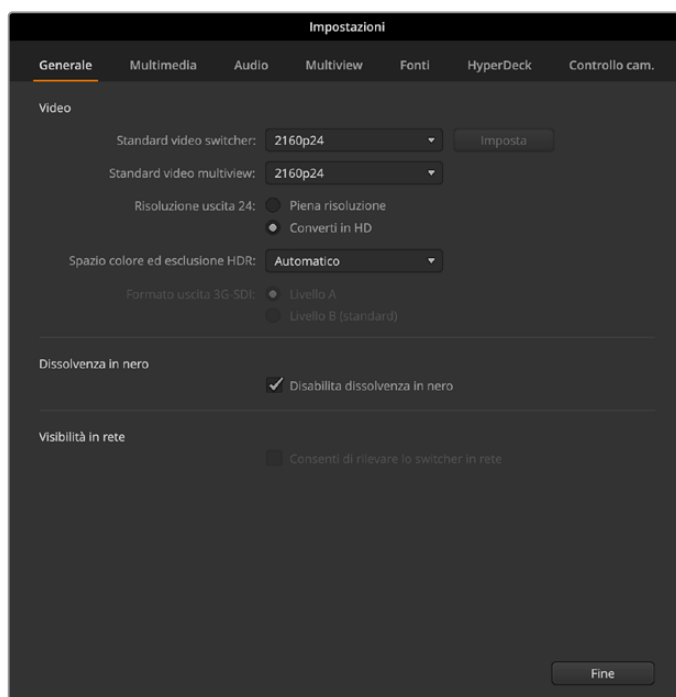 Impostazioni
Generale Multimedia Audio Multiview Fonti HyperDeck Controllo cam.
Video
Standard video switcher: 2160p24 Imposta
Standard video multiview: 2160p24
Risoluzione uscita 24: Piena risoluzione
Converti in HD
Spazio colore ed esclusione HDR: Automatico
Formato uscita 3G-SDI: Livello A
Livello B (standard)
Dissolvenza in nero
Disabilita dissolvenza in nero
Visibilità in rete
Consenti di rilevare lo switcher in rete
Fine